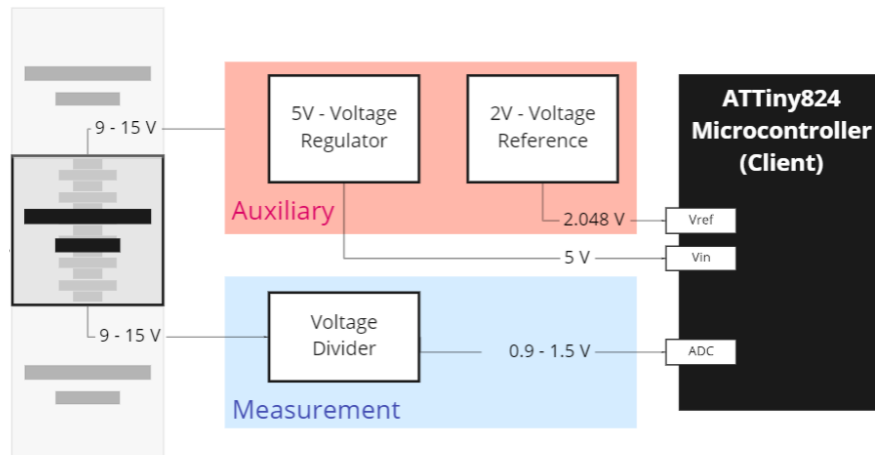 9 - 15 V
5V - Voltage
Regulator
2V - Voltage
Reference
Auxiliary
2.048 V
5 V
ATTiny824
Microcontroller
(Client)
Vref
Vin
ADC
9 - 15 V
Voltage
Divider
0.9 - 1.5 V
Measurement